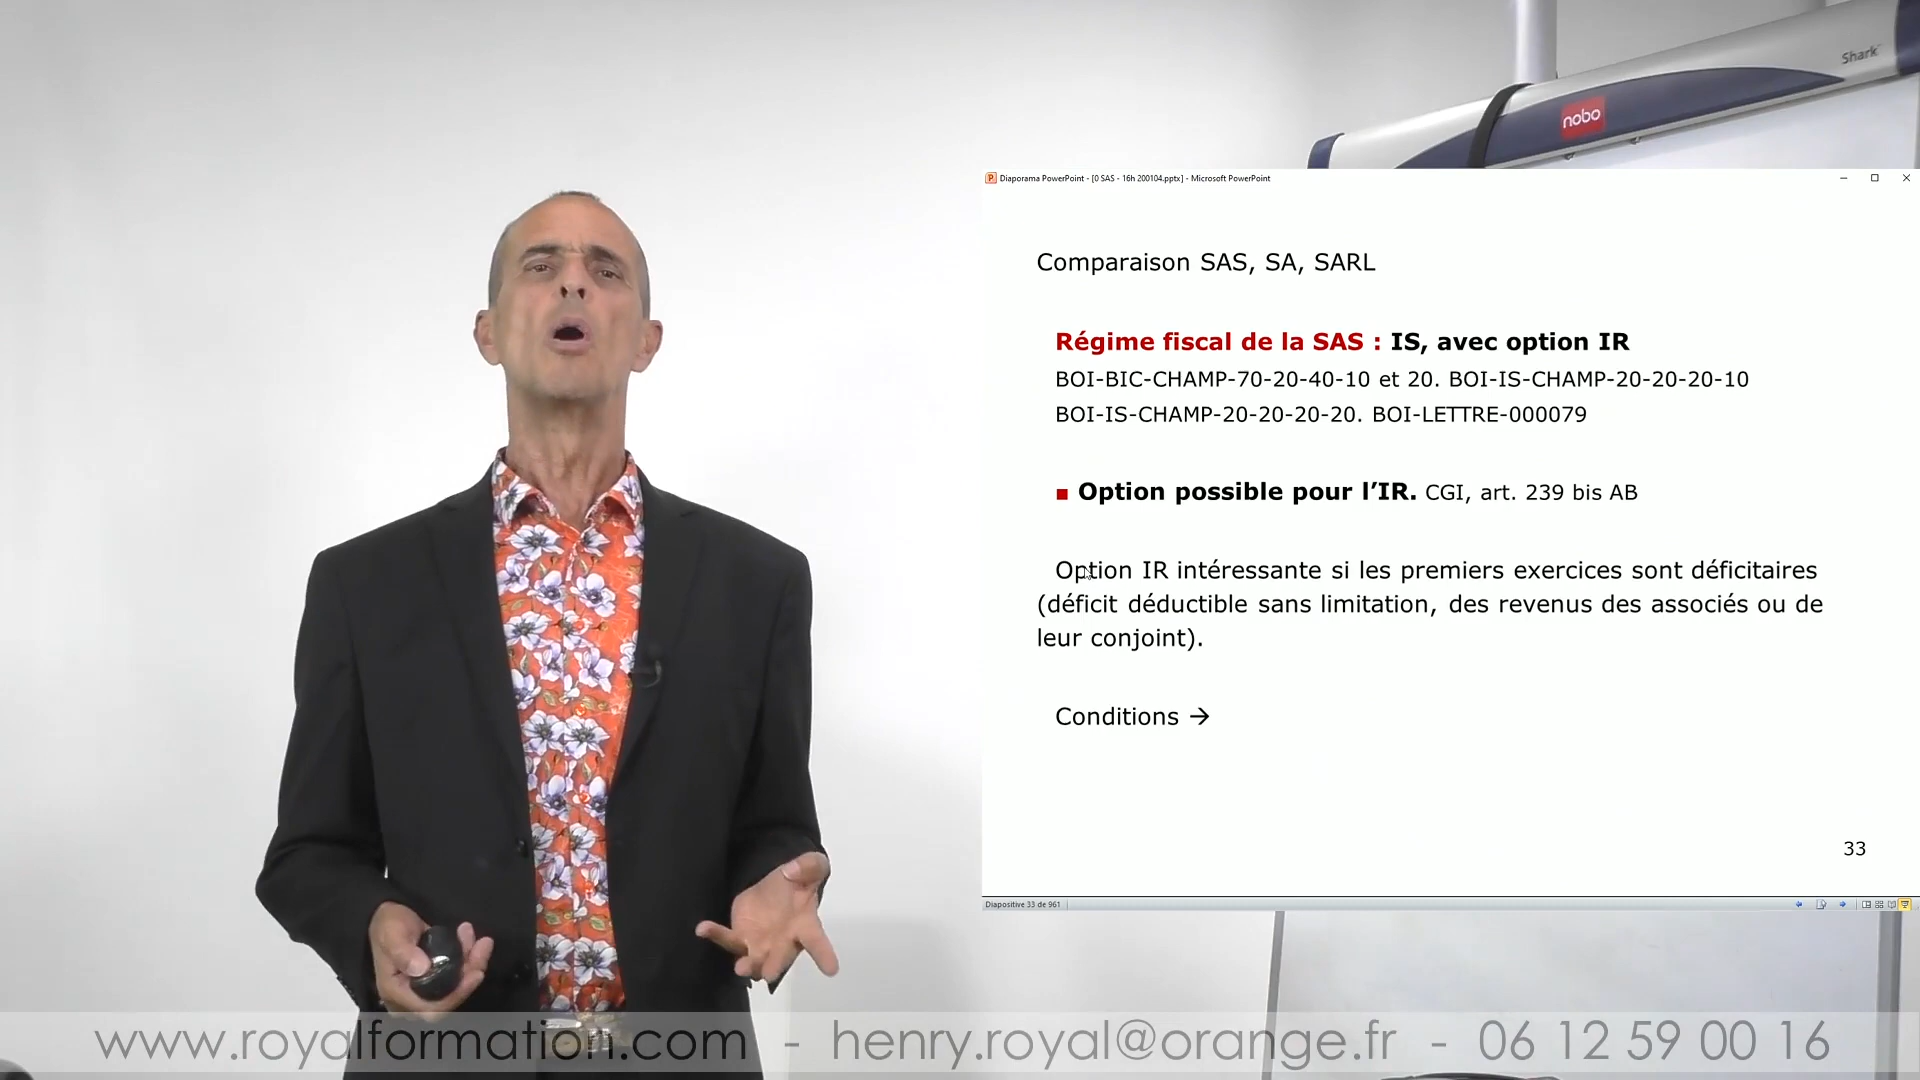 Shark
nobo
Diaporama PowerPoint - [0 SAS - 16h 200104.pptx] - Microsoft PowerPoint
Comparaison SAS, SA, SARL
Régime fiscal de la SAS : IS, avec option IR
BOI-BIC-CHAMP-70-20-40-10 et 20. BOI-IS-CHAMP-20-20-20-10
BOI-IS-CHAMP-20-20-20-20. BOI-LETTRE-000079
▪ Option possible pour l’IR. CGI, art. 239 bis AB
Option IR intéressante si les premiers exercices sont déficitaires
(déficit déductible sans limitation, des revenus des associés ou de
leur conjoint).
Conditions →
33
Diapositive 33 de 961
www.royalformation.com - henry.royal@orange.fr - 06 12 59 00 16